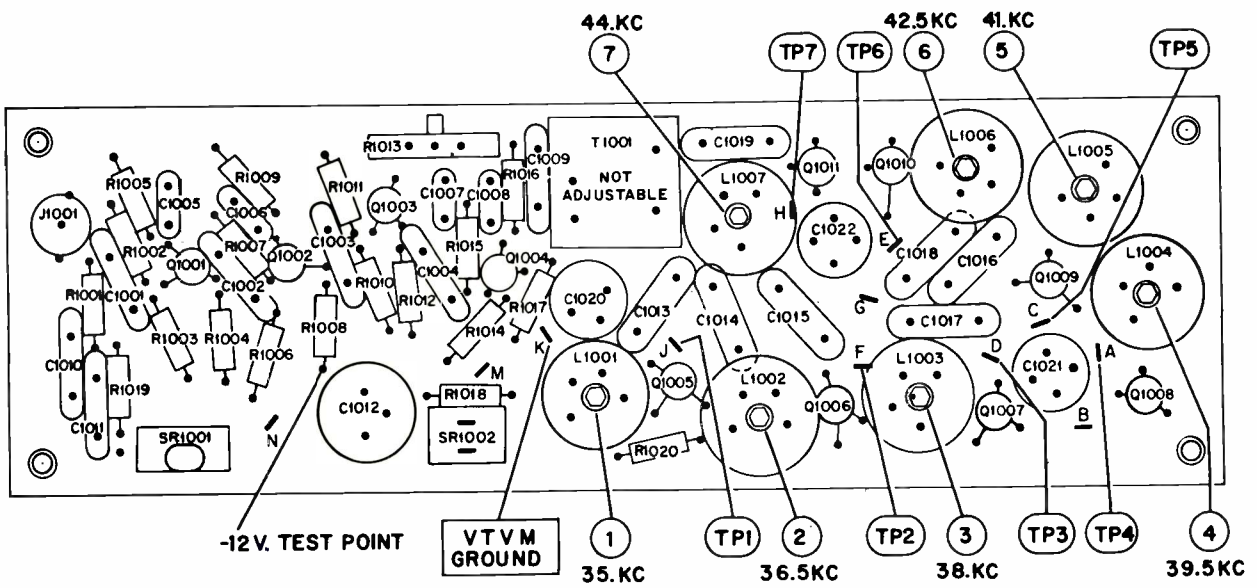 44.KC
42.5KC
41.KC
7
TP7
TP6
6
5
TP5
R1013
C1009
T1001
NOT
ADJUSTABLE
C1019
L1007
Q1011
Q1010
L1006
L1005
J1001
R1005
C1005
R1009
C1006
R1011
Q1003
C1007
C1008
R1016
H
C1022
E
R1002
Q1001
R1007
Q1002
C1003
R1015
C1004
Q1004
C1018
C1016
Q1009
L1004
R1001
C1001
C1002
R1010
R1012
R1017
C1020
C1013
C1014
C1015
G
C1017
C
R1003
R1004
R1006
R1008
R1014
K
J
L1001
L1002
F
L1003
D
C1021
A
C1010
R1019
C1011
M
R1018
Q1005
Q1006
Q1007
Q1008
B
SR1001
N
C1012
SR1002
R1020
-12V. TEST POINT
VTVM
GROUND
1
TP1
2
TP2
3
TP3
TP4
4
35.KC
36.5KC
38.KC
39.5KC